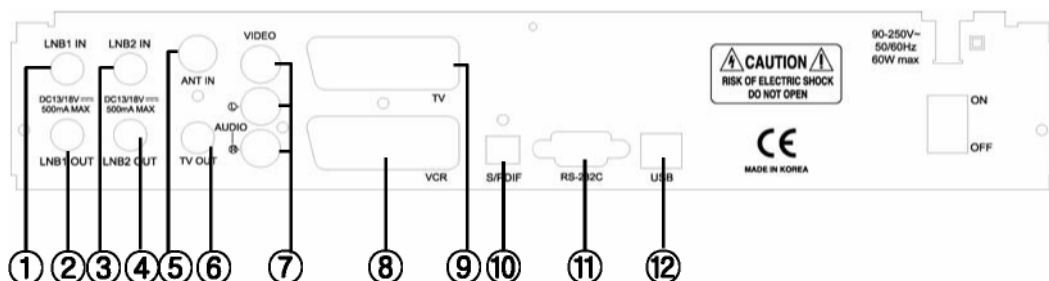 LNB1 IN
LNB2 IN
VIDEO
ANT IN
DC13/18V⎓
500mA MAX
DC13/18V⎓
500mA MAX
L
AUDIO
R
LNB1 OUT
LNB2 OUT
TV OUT
TV
VCR
S/PDIF
RS-232C
USB
CAUTION
RISK OF ELECTRIC SHOCK
DO NOT OPEN
CE
MADE IN KOREA
90-250V~
50/60Hz
60W max
ON
OFF
① ② ③ ④ ⑤ ⑥ ⑦ ⑧ ⑨ ⑩ ⑪ ⑫